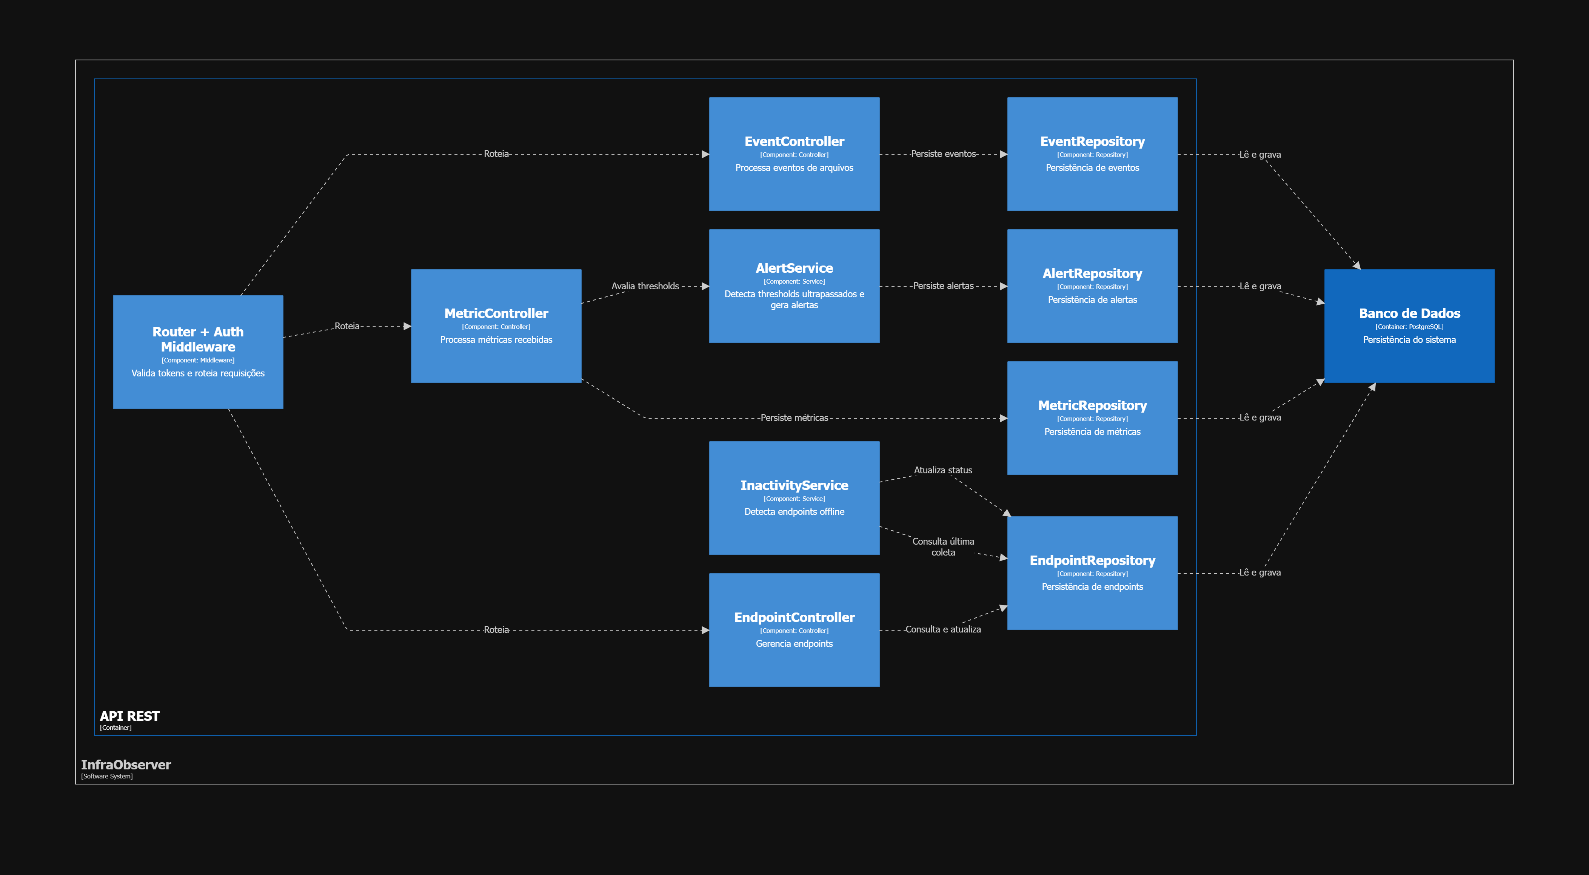 Router + Auth
Middleware
[Component: Middleware]
Valida tokens e roteia requisições
Roteia
Roteia
Roteia
MetricController
[Component: Controller]
Processa métricas recebidas
Avalia thresholds
Persiste métricas
EventController
[Component: Controller]
Processa eventos de arquivos
Persiste eventos
AlertService
[Component: Service]
Detecta thresholds ultrapassados e
gera alertas
Persiste alertas
InactivityService
[Component: Service]
Detecta endpoints offline
Atualiza status
Consulta última
coleta
EndpointController
[Component: Controller]
Gerencia endpoints
Consulta e atualiza
EventRepository
[Component: Repository]
Persistência de eventos
Lê e grava
AlertRepository
[Component: Repository]
Persistência de alertas
Lê e grava
MetricRepository
[Component: Repository]
Persistência de métricas
Lê e grava
EndpointRepository
[Component: Repository]
Persistência de endpoints
Lê e grava
Banco de Dados
[Container: PostgreSQL]
Persistência do sistema
API REST
[Container]
InfraObserver
[Software System]